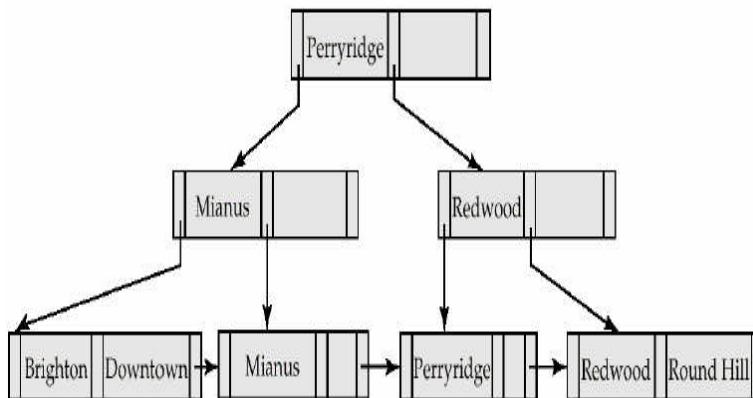 Perryridge
Mianus
Redwood
Brighton
Downtown
Mianus
Perryridge
Redwood
Round Hill